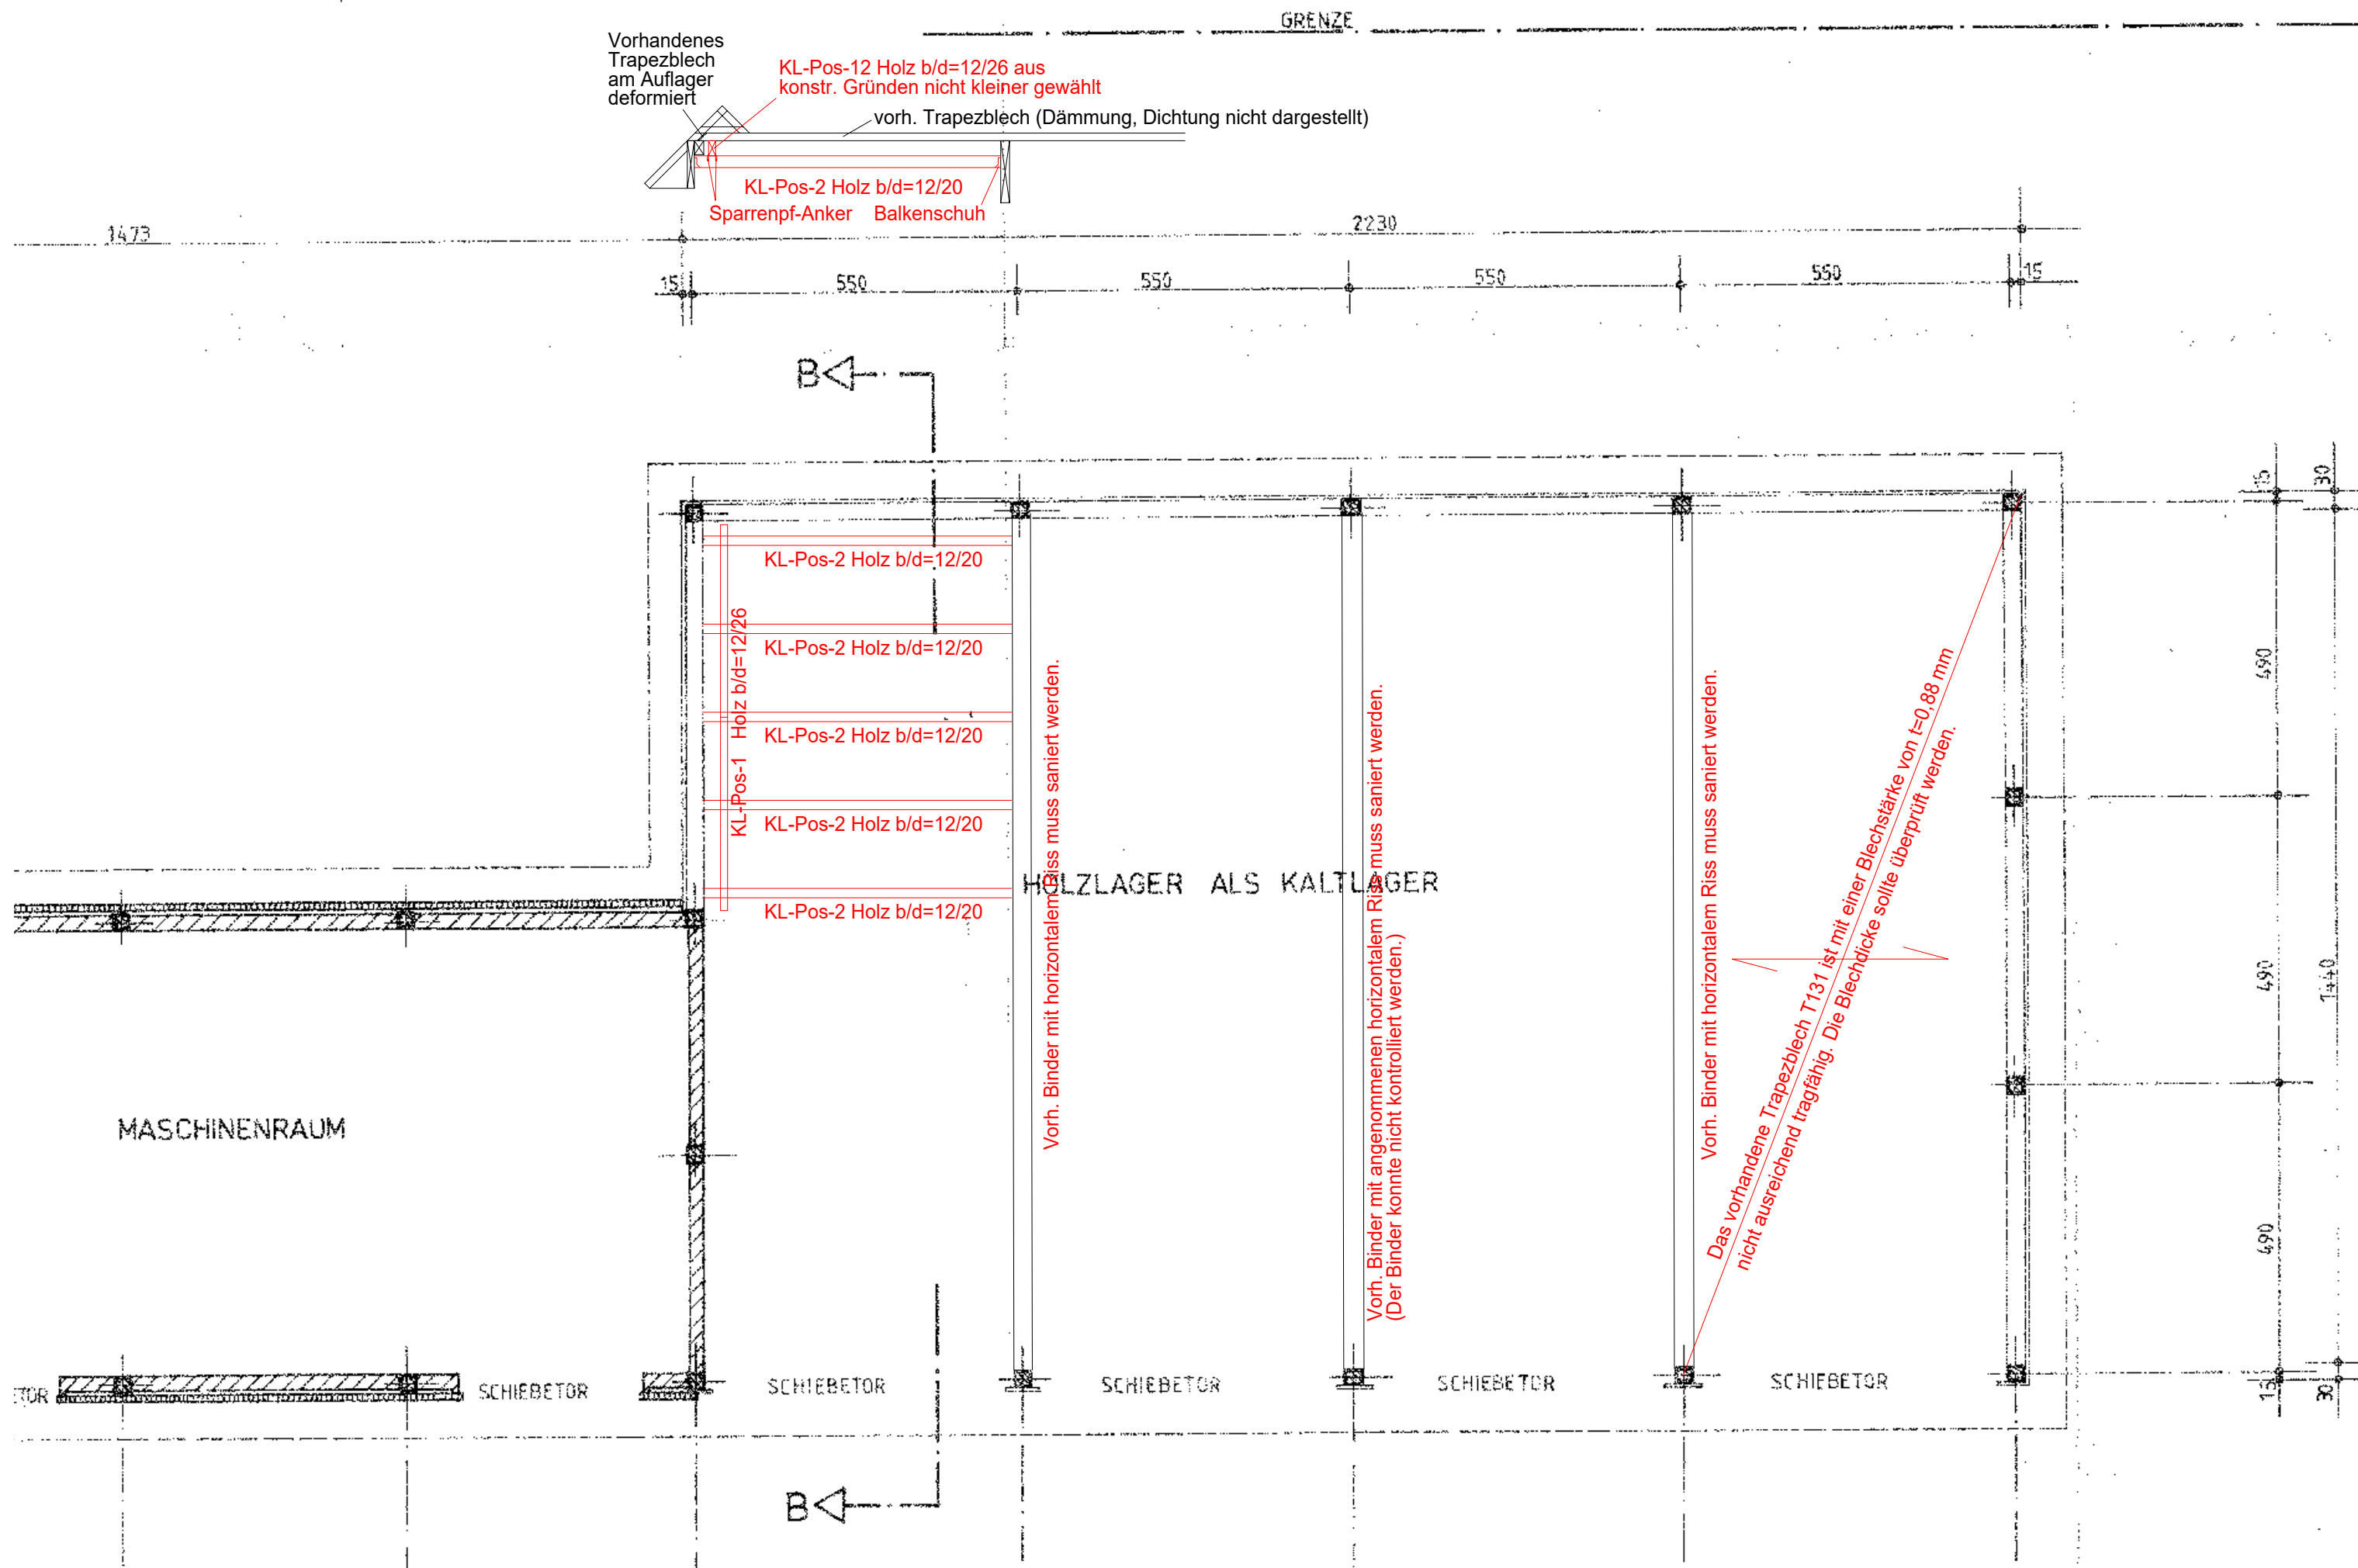 GRENZE
Vorhandenes
Trapezblech
am Auflager
deformiert
KL-Pos-12 Holz b/d=12/26 aus
konstr. Gründen nicht kleiner gewählt
vorh. Trapezblech (Dämmung, Dichtung nicht dargestellt)
KL-Pos-2 Holz b/d=12/20
Sparrenpf-Anker
Balkenschuh
1473
2230
15
550
550
550
550
15
B
15
30
KL-Pos-2 Holz b/d=12/20
KL-Pos-2 Holz b/d=12/20
KL-Pos-2 Holz b/d=12/20
KL-Pos-2 Holz b/d=12/20
KL-Pos-2 Holz b/d=12/20
KL-Pos-1 Holz b/d=12/26
Vorh. Binder mit horizontalem Riss muss saniert werden.
Vorh. Binder mit angenommenen horizontalem Riss muss saniert werden.
(Der Binder konnte nicht kontrolliert werden.)
Vorh. Binder mit horizontalem Riss muss saniert werden.
Das vorhandene Trapezblech T131 ist mit einer Blechstärke von t=0,88 mm
nicht ausreichend tragfähig. Die Blechdicke sollte überprüft werden.
HOLZLAGER ALS KALTLAGER
490
490
1440
490
MASCHINENRAUM
TOR
SCHIEBETOR
SCHIEBETOR
SCHIEBETOR
SCHIEBETOR
SCHIEBETOR
15
30
B